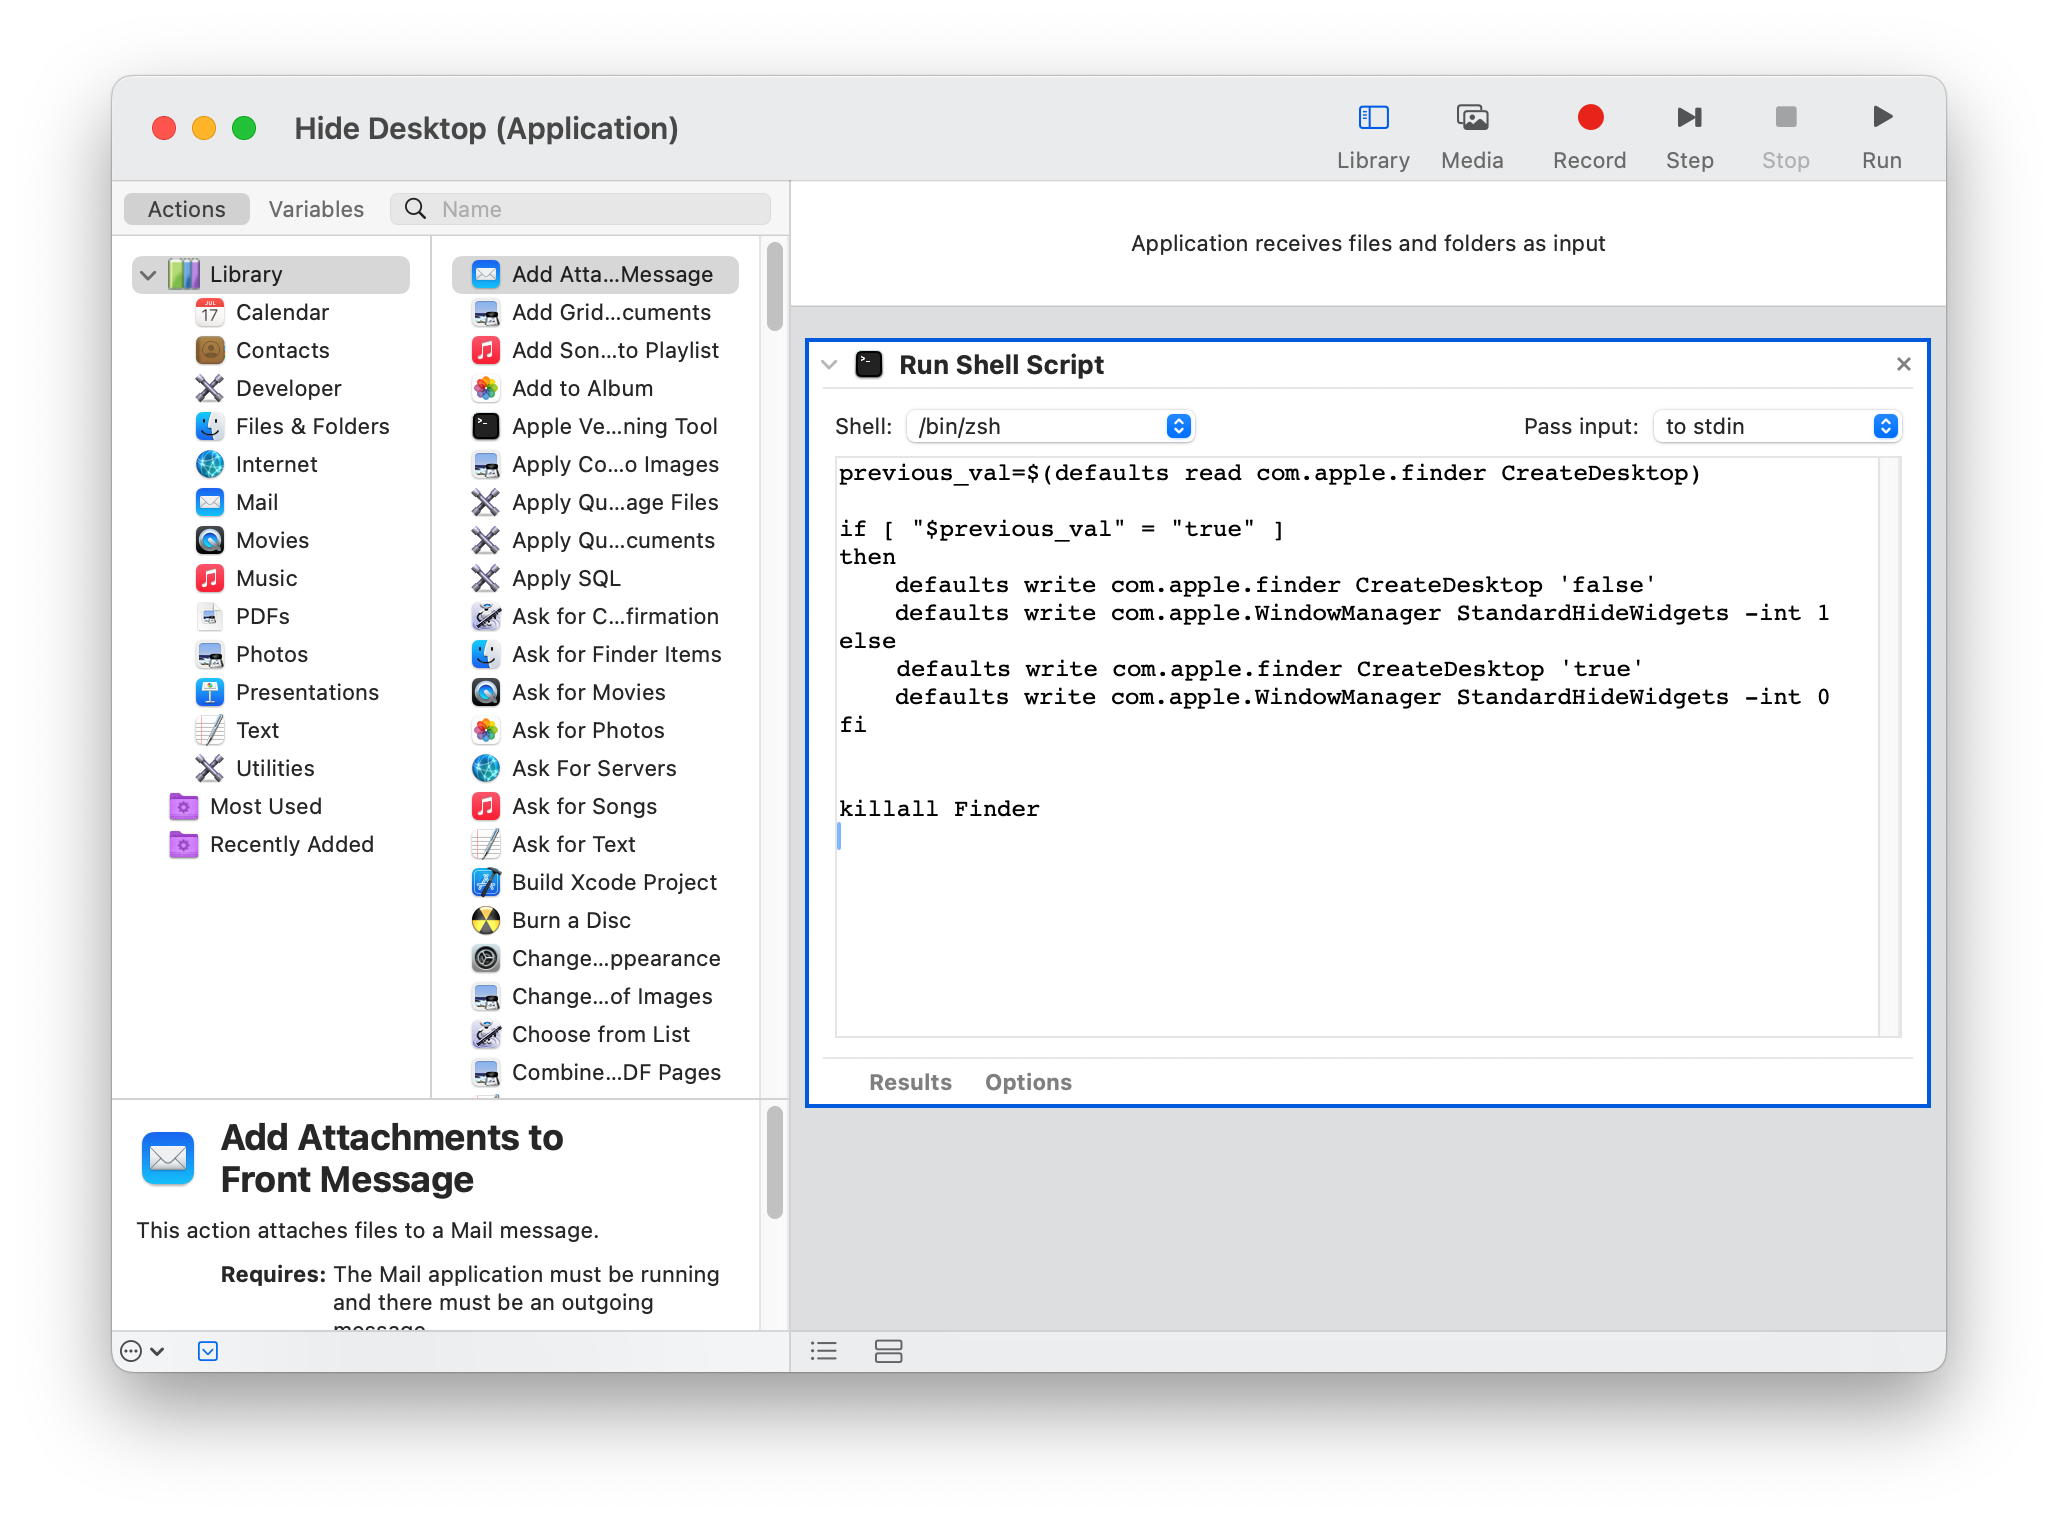 Hide Desktop (Application)
Library
Media
Record
Step
Stop
Run
Actions
Variables
Name
Library
JUL
17
Calendar
Contacts
Developer
Files & Folders
Internet
Mail
Movies
Music
PDFs
Photos
Presentations
Text
Utilities
Most Used
Recently Added
Add Atta...Message
Add Grid...cuments
Add Son...to Playlist
Add to Album
Apple Ve...ning Tool
Apply Co...o Images
Apply Qu...age Files
Apply Qu...cuments
Apply SQL
Ask for C...firmation
Ask for Finder Items
Ask for Movies
Ask for Photos
Ask For Servers
Ask for Songs
Ask for Text
Build Xcode Project
Burn a Disc
Change...ppearance
Change...of Images
Choose from List
Combine...DF Pages
Add Attachments to
Front Message
This action attaches files to a Mail message.
Requires: The Mail application must be running
and there must be an outgoing
message.
Application receives files and folders as input
Run Shell Script
Shell: /bin/zsh
Pass input: to stdin
previous_val=$(defaults read com.apple.finder CreateDesktop)
if [ "$previous_val" = "true" ]
then
defaults write com.apple.finder CreateDesktop 'false'
defaults write com.apple.WindowManager StandardHideWidgets -int 1
else
defaults write com.apple.finder CreateDesktop 'true'
defaults write com.apple.WindowManager StandardHideWidgets -int 0
fi
killall Finder
Results
Options